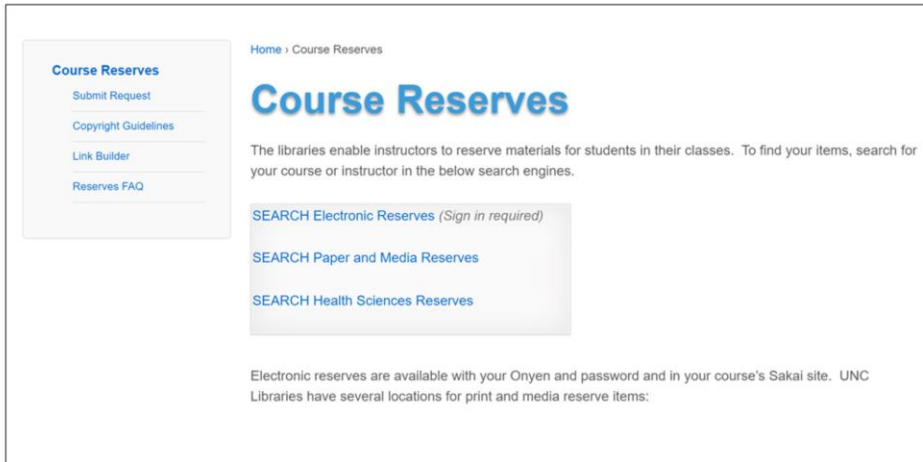 Course Reserves
Submit Request
Copyright Guidelines
Link Builder
Reserves FAQ
Home › Course Reserves
Course Reserves
The libraries enable instructors to reserve materials for students in their classes.  To find your items, search for
your course or instructor in the below search engines.
SEARCH Electronic Reserves (Sign in required)
SEARCH Paper and Media Reserves
SEARCH Health Sciences Reserves
Electronic reserves are available with your Onyen and password and in your course's Sakai site.  UNC
Libraries have several locations for print and media reserve items: